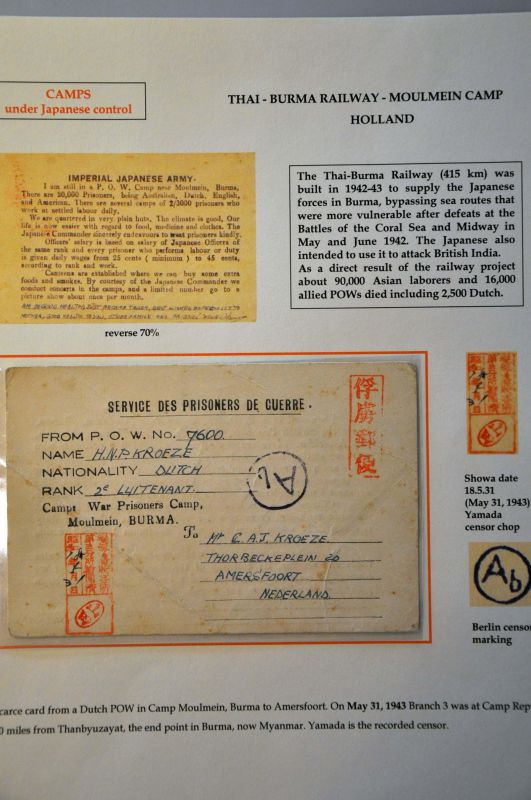 CAMPS
under Japanese control
THAI - BURMA RAILWAY - MOULMEIN CAMP
HOLLAND
IMPERIAL JAPANESE ARMY.
I am still in a P. O. W. Camp near Moulmein, Burma.
There are 20,000 Prisoners, being Australian, Dutch, English,
and American. There are several camps of 2/3000 prisoners who
work at settled labour daily.
We are quartered in very plain huts. The climate is good. Our
life is now easier with regard to food, medicine and clothes. The
Japanese Commander sincerely endeavours to treat prisoners kindly.
Officers' salary is based on salary of Japanese Officers of
the same rank and every prisoner who performs labour or duty
is given daily wages from 25 cents ( minimum ) to 45 cents,
according to rank and work.
Canteens are established where we can buy some extra
foods and smokes. By courtesy of the Japanese Commander we
conduct concerts in the camps, and a limited number go to a
picture show about once per month.
reverse 70%
The Thai-Burma Railway (415 km) was
built in 1942-43 to supply the Japanese
forces in Burma, bypassing sea routes that
were more vulnerable after defeats at the
Battles of the Coral Sea and Midway in
May and June 1942. The Japanese also
intended to use it to attack British India.
As a direct result of the railway project
about 90,000 Asian laborers and 16,000
allied POWs died including 2,500 Dutch.
SERVICE DES PRISONERS DE GUERRE.
俘虜郵便
FROM P. O. W. No. 7600
NAME H.N.P. KROEZE
NATIONALITY DUTCH
RANK 2e LUITENANT.
Camp: War Prisoners Camp,
Moulmein, BURMA.
Ab
To Mr C.A.J. KROEZE
THORBECKEPLEIN 20
AMERSFOORT
NEDERLAND.
Showa date
18.5.31
(May 31, 1943)
Yamada
censor chop
Ab
Berlin censor
marking
carce card from a Dutch POW in Camp Moulmein, Burma to Amersfoort. On May 31, 1943 Branch 3 was at Camp Rep
0 miles from Thanbyuzayat, the end point in Burma, now Myanmar. Yamada is the recorded censor.